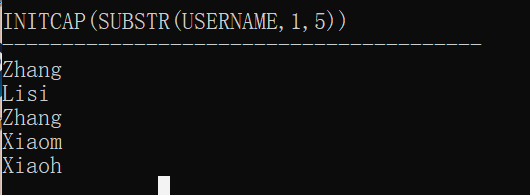 INITCAP(SUBSTR(USERNAME,1,5))
----------------------------------------
Zhang
Lisi
Zhang
Xiaom
Xiaoh